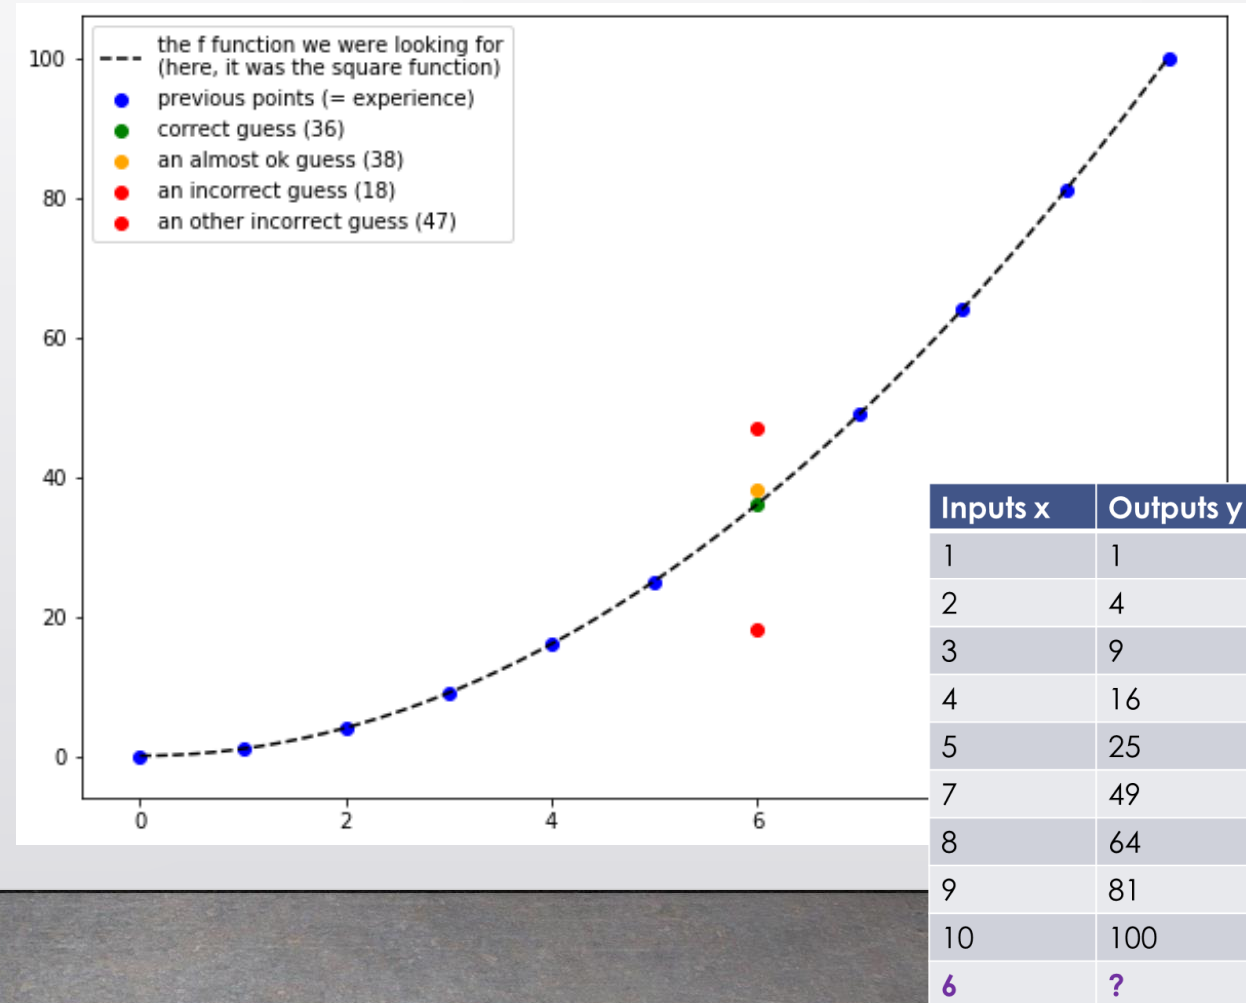 the f function we were looking for
(here, it was the square function)
previous points (= experience)
correct guess (36)
an almost ok guess (38)
an incorrect guess (18)
an other incorrect guess (47)
100
80
60
40
20
0
0 2 4 6
Inputs x Outputs y
1 1
2 4
3 9
4 16
5 25
7 49
8 64
9 81
10 100
6 ?